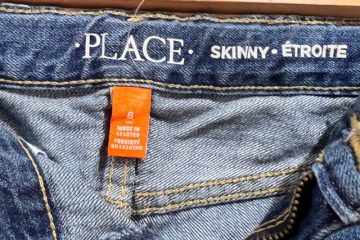 ·PLACE· SKINNY · ÉTROITE
8
MADE IN
LESOTHO
FABRIQUÉ
AU LESOTHO